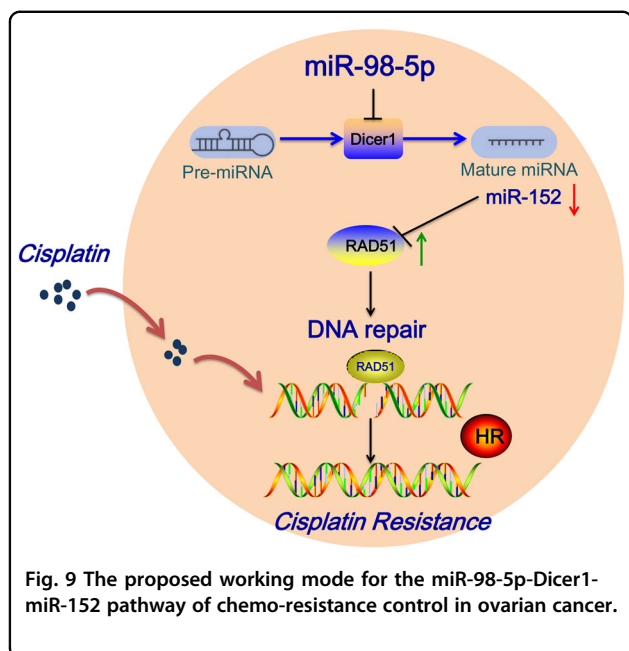 miR-98-5p
Dicer1
Pre-miRNA
Mature miRNA
miR-152
Cisplatin
RAD51
DNA repair
RAD51
HR
Cisplatin Resistance
Fig. 9 The proposed working mode for the miR-98-5p-Dicer1-
miR-152 pathway of chemo-resistance control in ovarian cancer.